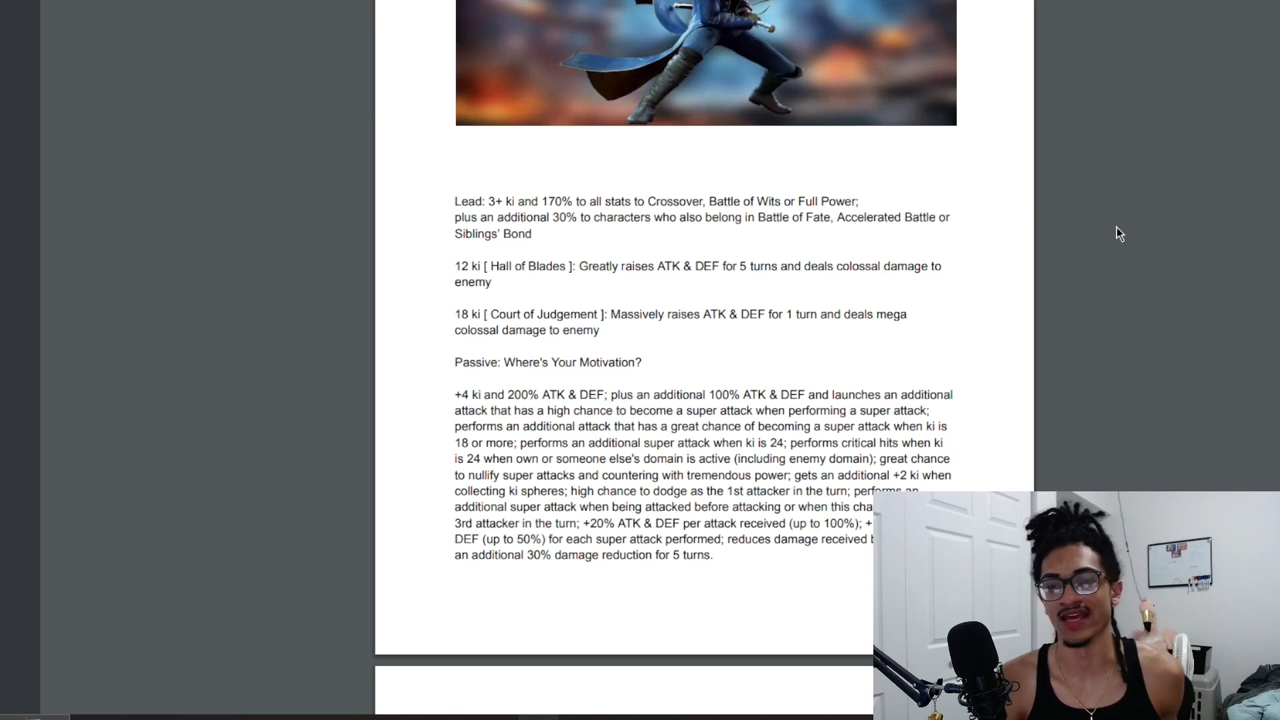 Lead: 3+ ki and 170% to all stats to Crossover, Battle of Wits or Full Power;
plus an additional 30% to characters who also belong in Battle of Fate, Accelerated Battle or
Siblings' Bond
12 ki [ Hall of Blades ]: Greatly raises ATK & DEF for 5 turns and deals colossal damage to
enemy
18 ki [ Court of Judgement ]: Massively raises ATK & DEF for 1 turn and deals mega
colossal damage to enemy
Passive: Where's Your Motivation?
+4 ki and 200% ATK & DEF; plus an additional 100% ATK & DEF and launches an additional
attack that has a high chance to become a super attack when performing a super attack;
performs an additional attack that has a great chance of becoming a super attack when ki is
18 or more; performs an additional super attack when ki is 24; performs critical hits when ki
is 24 when own or someone else's domain is active (including enemy domain); great chance
to nullify super attacks and countering with tremendous power; gets an additional +2 ki when
collecting ki spheres; high chance to dodge as the 1st attacker in the turn; performs an
additional super attack when being attacked before attacking or when this
3rd attacker in the turn; +20% ATK & DEF per attack received (up to 100%); +
DEF (up to 50%) for each super attack performed; reduces damage received
an additional 30% damage reduction for 5 turns.